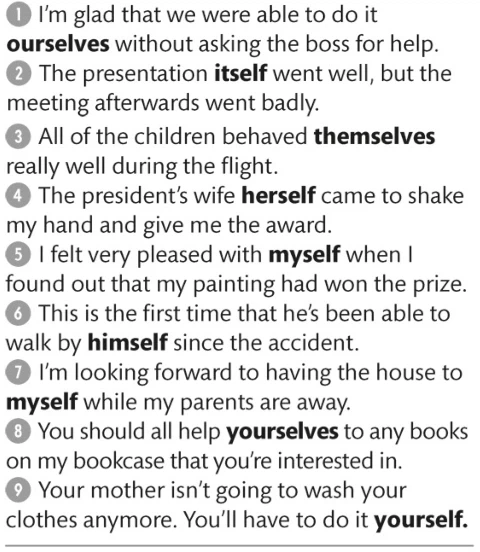 1 I’m glad that we were able to do it
ourselves without asking the boss for help.
2 The presentation itself went well, but the
meeting afterwards went badly.
3 All of the children behaved themselves
really well during the flight.
4 The president’s wife herself came to shake
my hand and give me the award.
5 I felt very pleased with myself when I
found out that my painting had won the prize.
6 This is the first time that he’s been able to
walk by himself since the accident.
7 I’m looking forward to having the house to
myself while my parents are away.
8 You should all help yourselves to any books
on my bookcase that you’re interested in.
9 Your mother isn’t going to wash your
clothes anymore. You’ll have to do it yourself.